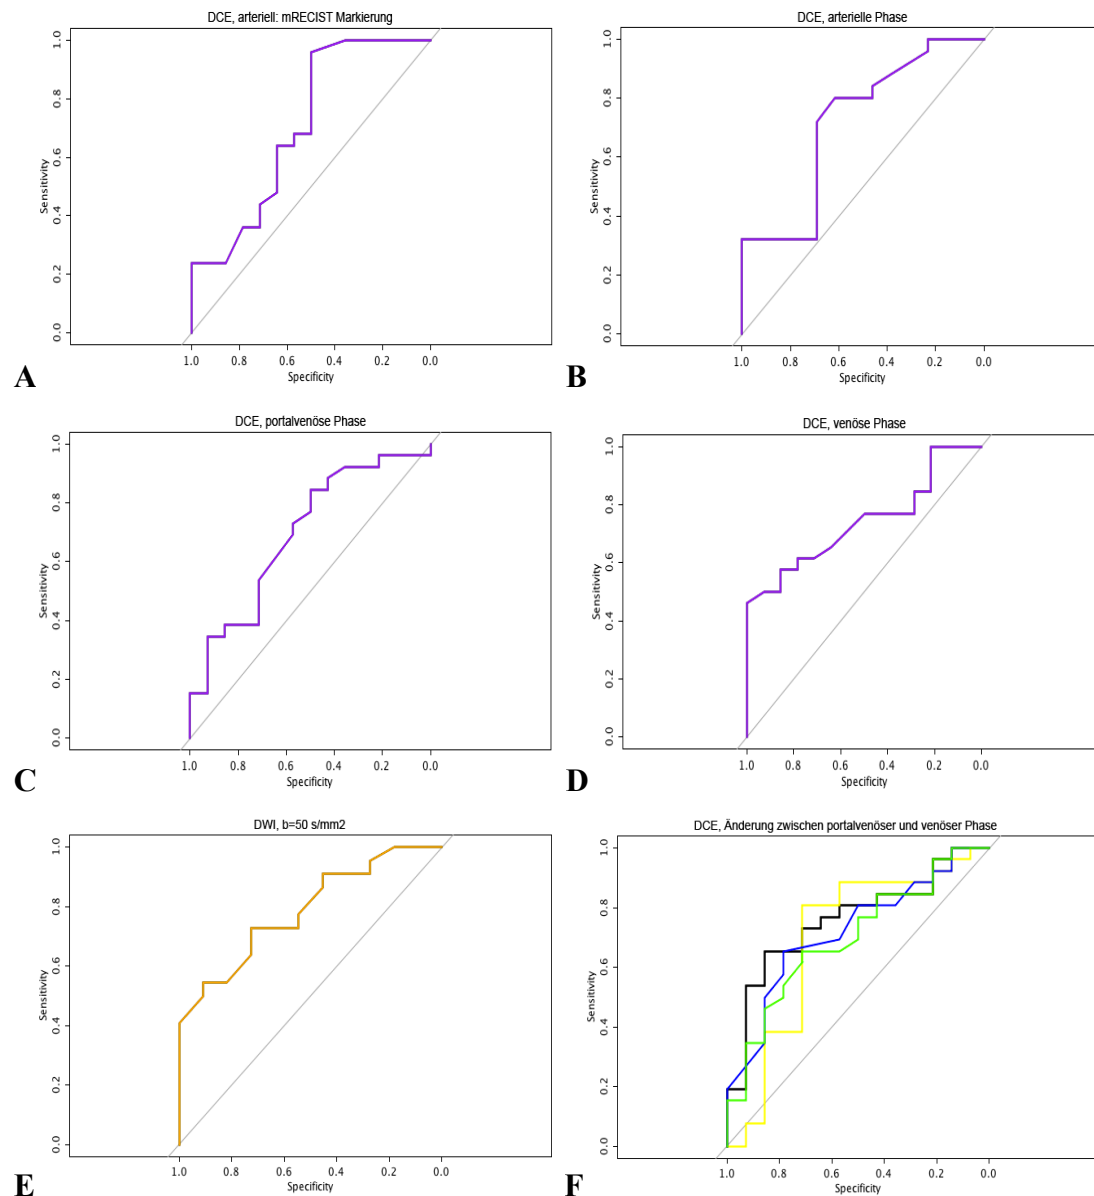 DCE, arteriell: mRECIST Markierung
Sensitivity
0.0 0.2 0.4 0.6 0.8 1.0
1.0 0.8 0.6 0.4 0.2 0.0
Specificity
A
DCE, arterielle Phase
Sensitivity
0.0 0.2 0.4 0.6 0.8 1.0
1.0 0.8 0.6 0.4 0.2 0.0
Specificity
B
DCE, portalvenöse Phase
Sensitivity
0.0 0.2 0.4 0.6 0.8 1.0
1.0 0.8 0.6 0.4 0.2 0.0
Specificity
C
DCE, venöse Phase
Sensitivity
0.0 0.2 0.4 0.6 0.8 1.0
1.0 0.8 0.6 0.4 0.2 0.0
Specificity
D
DWI, b=50 s/mm2
Sensitivity
0.0 0.2 0.4 0.6 0.8 1.0
1.0 0.8 0.6 0.4 0.2 0.0
Specificity
E
DCE, Änderung zwischen portalvenöser und venöser Phase
Sensitivity
0.0 0.2 0.4 0.6 0.8 1.0
1.0 0.8 0.6 0.4 0.2 0.0
Specificity
F